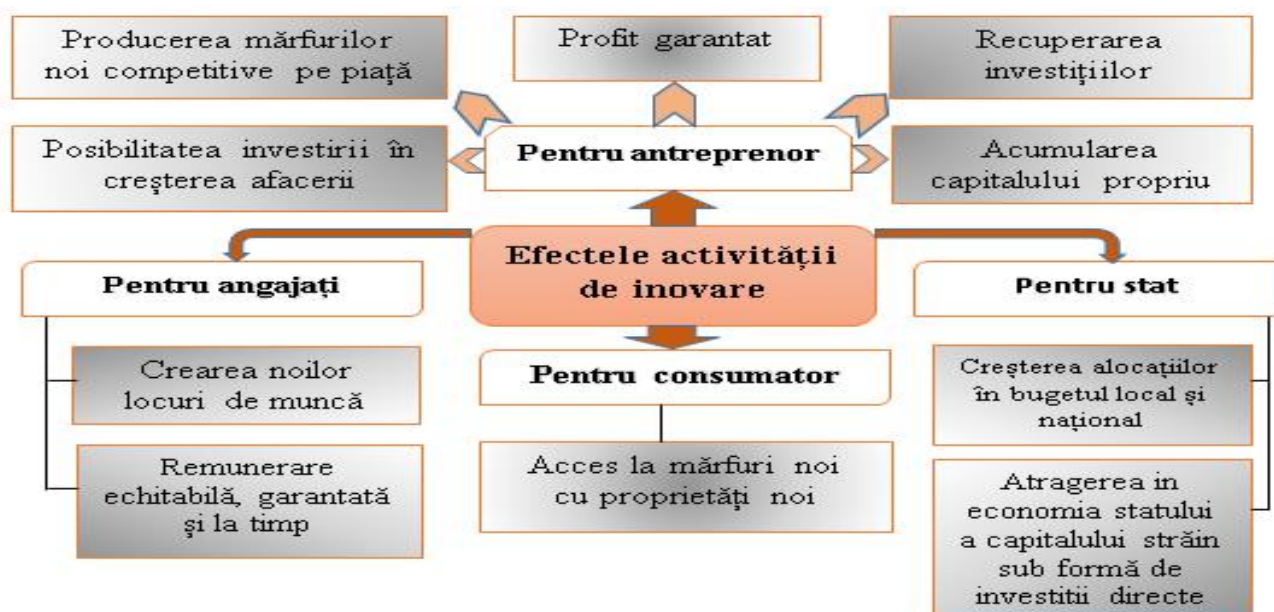 Producerea mărfurilor
noi competitive pe piață
Profit garantat
Recuperarea
investițiilor
Posibilitatea investirii în
creșterea afacerii
Pentru antreprenor
Acumularea
capitalului propriu
Efectele activității
de inovare
Pentru angajați
Pentru stat
Crearea noilor
locuri de muncă
Remunerare
echitabilă, garantată
și la timp
Pentru consumator
Acces la mărfuri noi
cu proprietăți noi
Creșterea alocațiilor
în bugetul local și
național
Atragerea in
economia statului
a capitalului străin
sub formă de
investitii directe